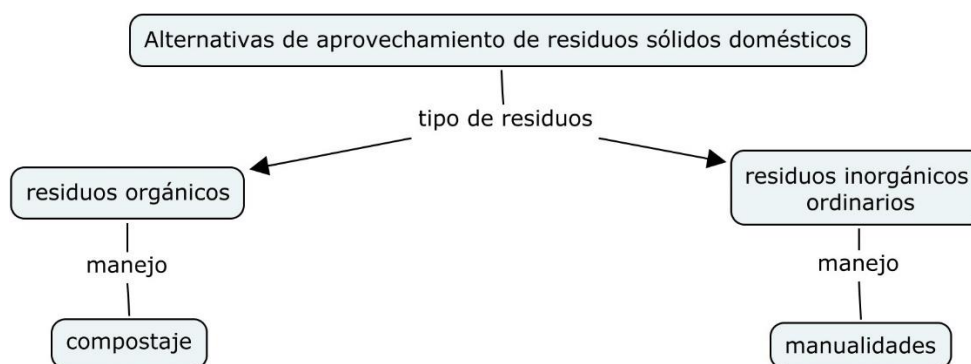 Alternativas de aprovechamiento de residuos sólidos domésticos
tipo de residuos
residuos orgánicos
residuos inorgánicos
ordinarios
manejo
manejo
compostaje
manualidades